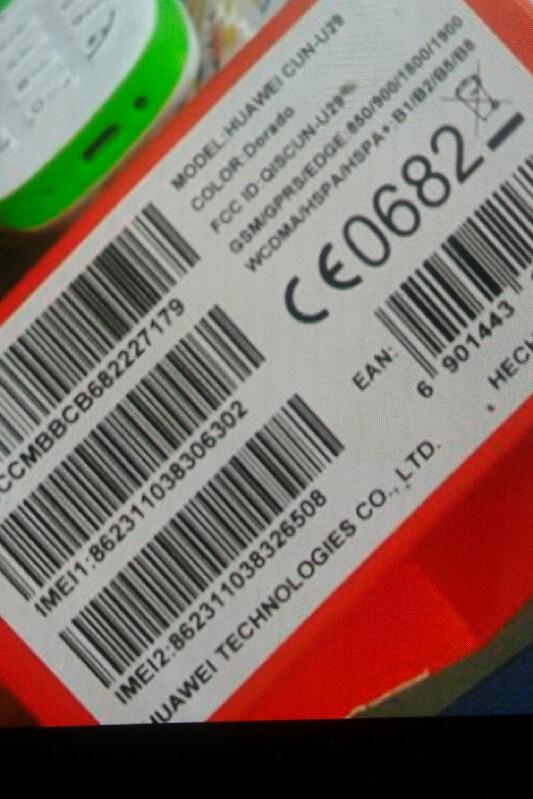 MODEL:HUAWEI CUN-U29
COLOR:Dorado
FCC ID:QISCUN-U29
GSM/GPRS/EDGE:850/900/1800/1900
WCDMA/HSPA/HSPA+:B1/B2/B5/B8
CE0682
CCMBBCB682227179
IMEI1:862311038306302
IMEI2:862311038326508
EAN:
6 901443
HUAWEI TECHNOLOGIES CO., LTD.
HECH